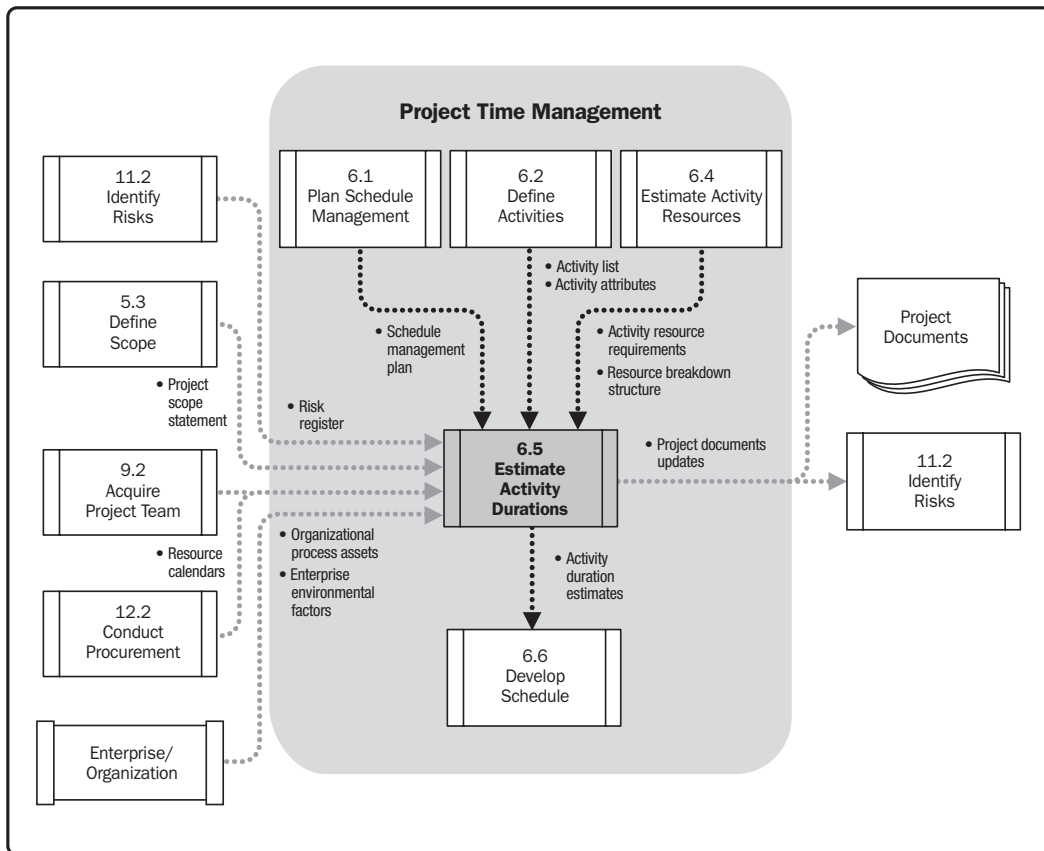 Project Time Management
11.2
Identify
Risks
6.1
Plan Schedule
Management
6.2
Define
Activities
6.4
Estimate Activity
Resources
• Activity list
• Activity attributes
5.3
Define
Scope
• Schedule
management
plan
• Activity resource
requirements
• Resource breakdown
structure
Project
Documents
• Project
scope
statement
• Risk
register
9.2
Acquire
Project Team
6.5
Estimate
Activity
Durations
• Project documents
updates
11.2
Identify
Risks
• Resource
calendars
• Organizational
process assets
• Enterprise
environmental
factors
• Activity
duration
estimates
12.2
Conduct
Procurement
6.6
Develop
Schedule
Enterprise/
Organization